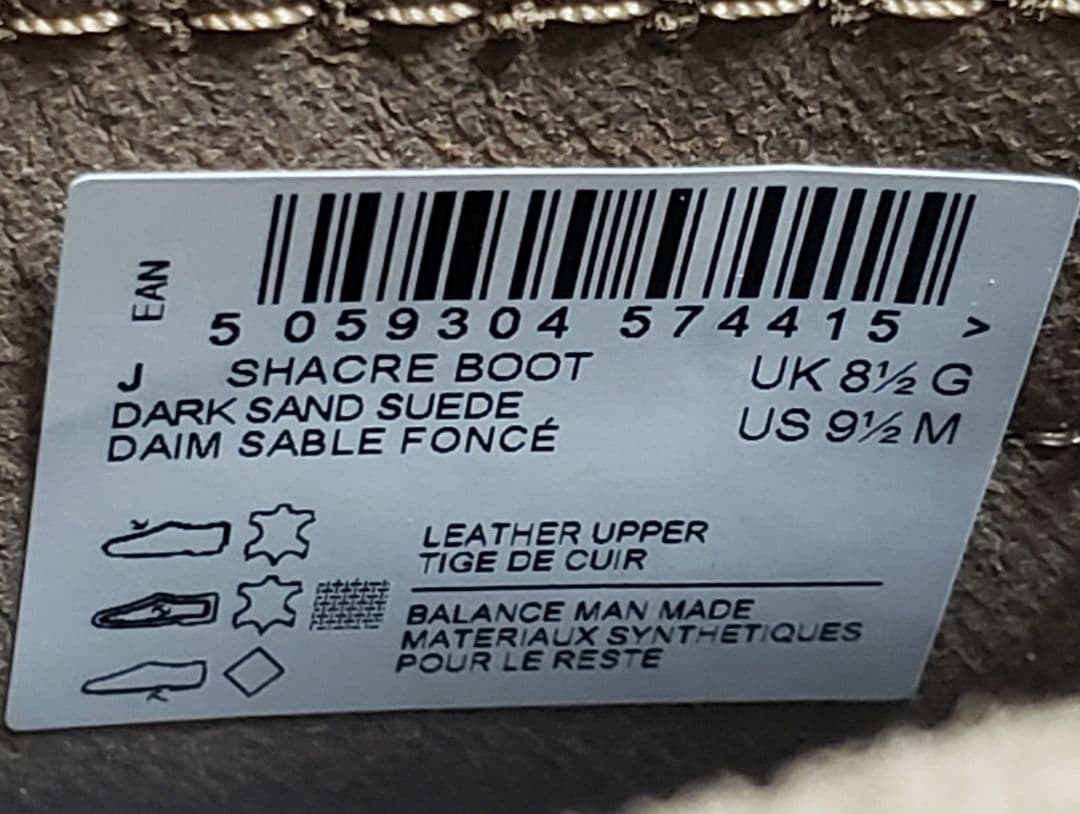 EAN
5 059304 574415 >
J SHACRE BOOT UK 8½ G
DARK SAND SUEDE US 9½ M
DAIM SABLE FONCÉ
LEATHER UPPER
TIGE DE CUIR
BALANCE MAN MADE
MATERIAUX SYNTHETIQUES
POUR LE RESTE